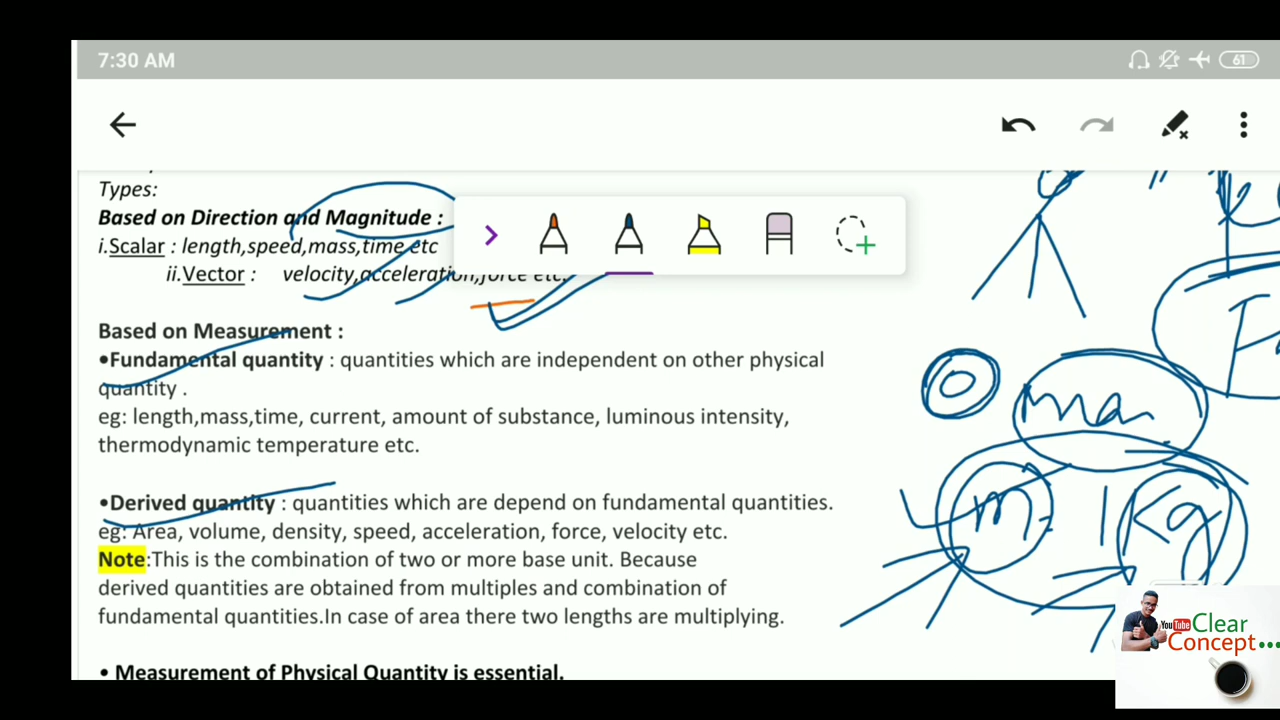 7:30 AM
61
Types:
Based on Direction and Magnitude :
i.Scalar : length,speed,mass,time etc
ii.Vector : velocity,acceleration,force etc.
Based on Measurement :
•Fundamental quantity : quantities which are independent on other physical
quantity .
eg: length,mass,time, current, amount of substance, luminous intensity,
thermodynamic temperature etc.
•Derived quantity : quantities which are depend on fundamental quantities.
eg: Area, volume, density, speed, acceleration, force, velocity etc.
Note:This is the combination of two or more base unit. Because
derived quantities are obtained from multiples and combination of
fundamental quantities.In case of area there two lengths are multiplying.
• Measurement of Physical Quantity is essential.
m 1 Kg
YouTube Clear
Concept...